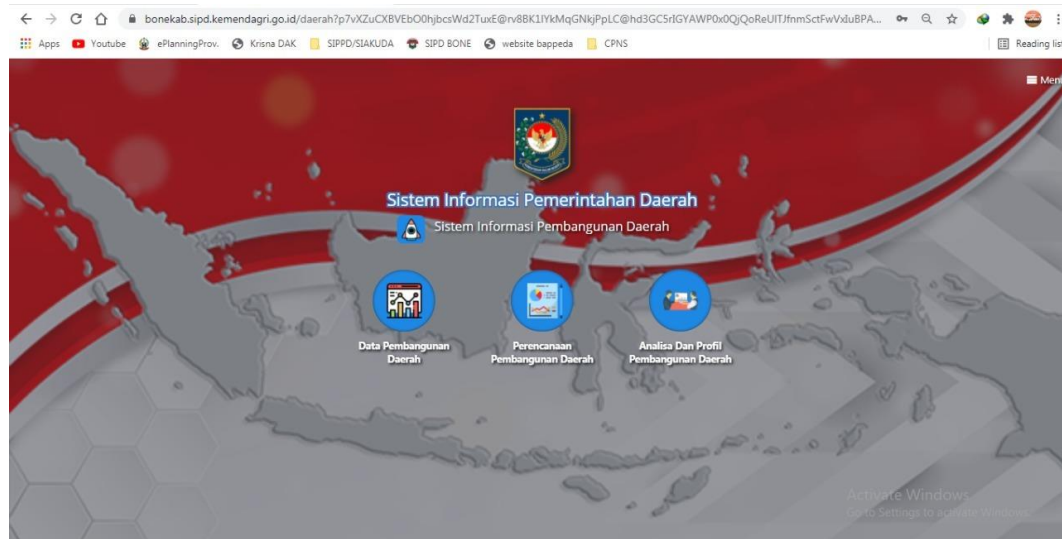 bonekab.sipd.kemendagri.go.id/daerah?p7vXZuCXBVEbO0hjbcsWd2TuxE@rv8BK1IYkMqGNkjPpLC@hd3GC5rIGYAWP0x0QjQoReUITJfnmSctFwVxIuBPA...
Apps Youtube ePlanningProv. Krisna DAK SIPPD/SIAKUDA SIPD BONE website bappeda CPNS Reading list
Menu
Sistem Informasi Pemerintahan Daerah
Sistem Informasi Pembangunan Daerah
Data Pembangunan
Daerah
Perencanaan
Pembangunan Daerah
Analisa Dan Profil
Pembangunan Daerah
Activate Windows
Go to Settings to activate Windows.